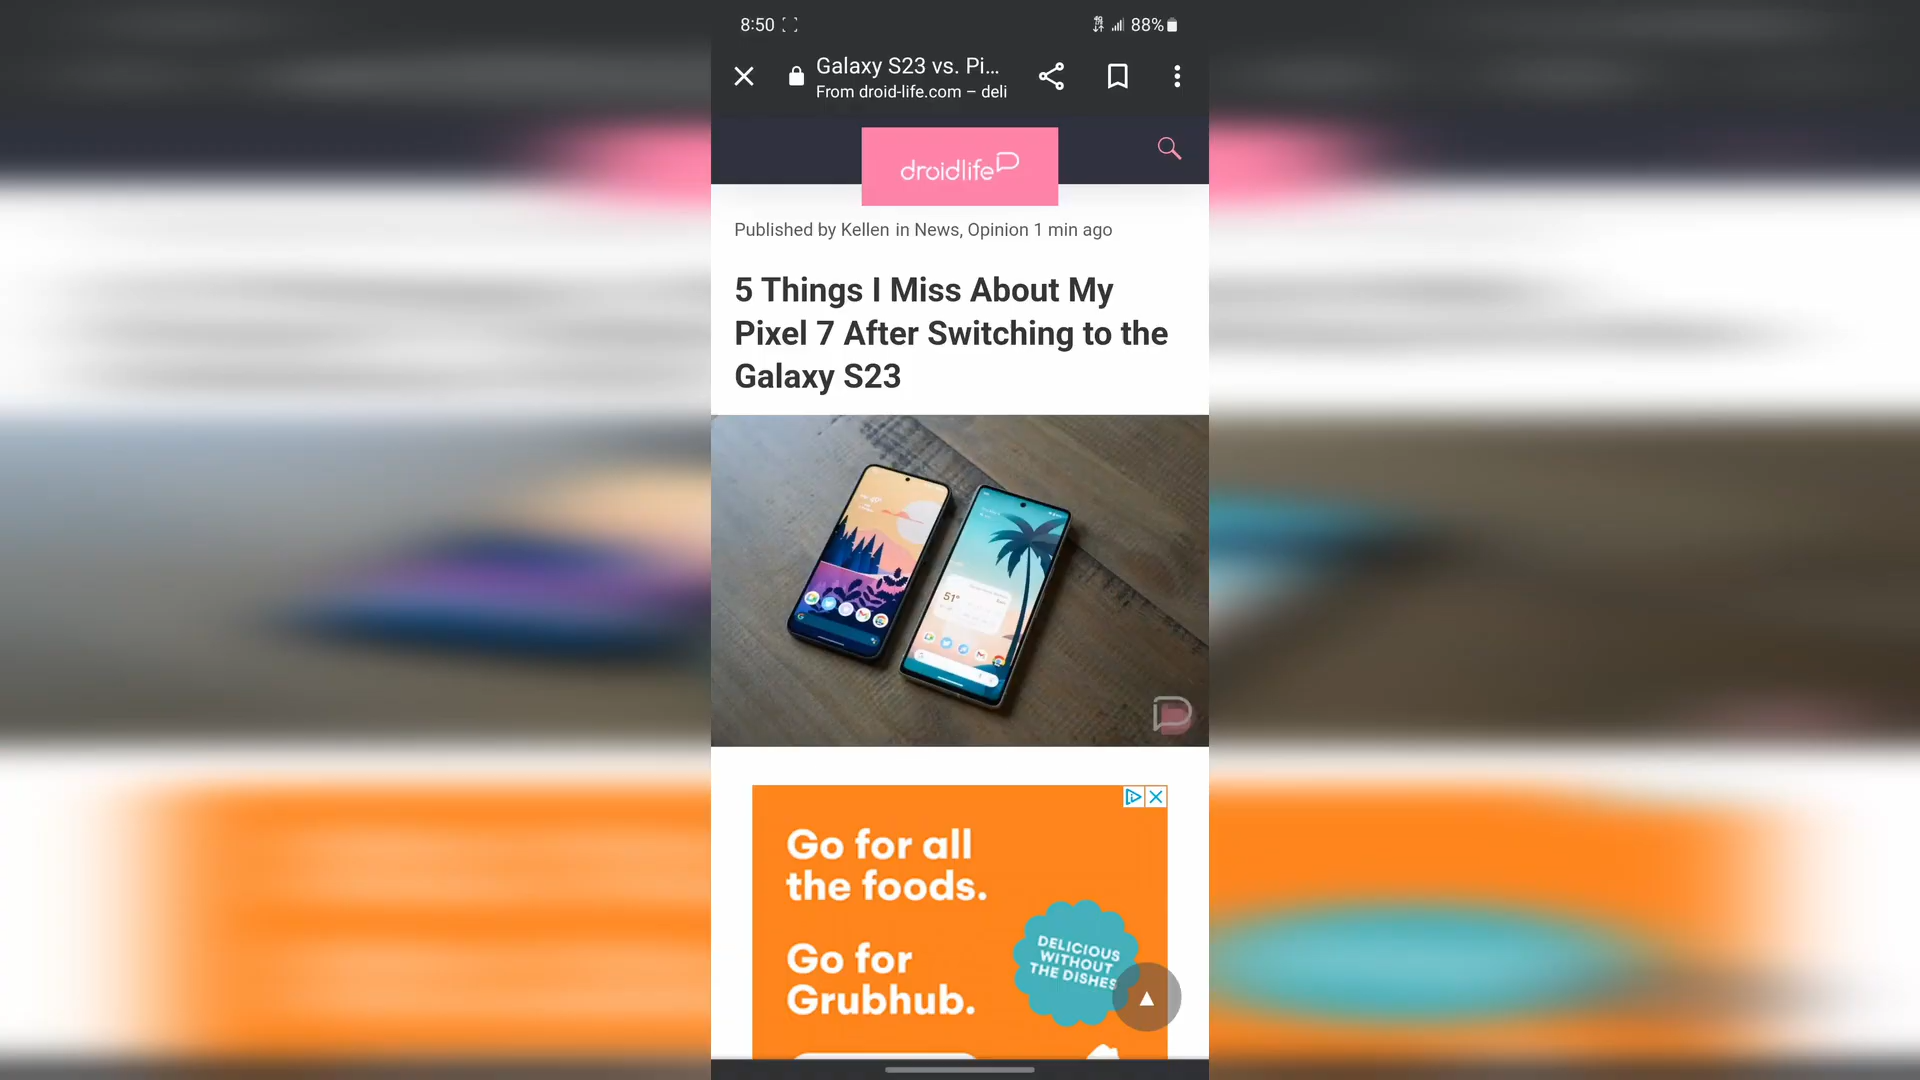 8:50
88%
Galaxy S23 vs. Pi...
From droid-life.com – deli
droidlife
Published by Kellen in News, Opinion 1 min ago
5 Things I Miss About My
Pixel 7 After Switching to the
Galaxy S23
51°
Go for all
the foods.
Go for
Grubhub.
DELICIOUS
WITHOUT
THE DISHES